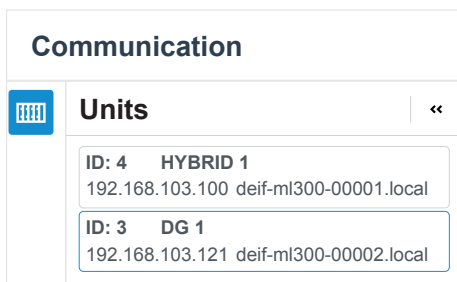 Communication
Units
ID: 4 HYBRID 1
192.168.103.100 deif-ml300-00001.local
ID: 3 DG 1
192.168.103.121 deif-ml300-00002.local